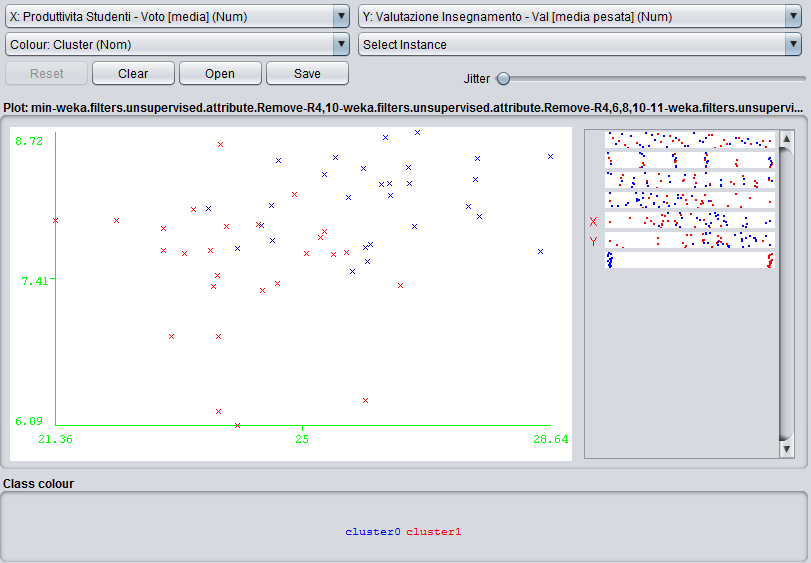 X: Produttivita Studenti - Voto [media] (Num) Y: Valutazione Insegnamento - Val [media pesata] (Num)
Colour: Cluster (Nom) Select Instance
Reset Clear Open Save Jitter
Plot: min-weka.filters.unsupervised.attribute.Remove-R4,10-weka.filters.unsupervised.attribute.Remove-R4,6,8,10-11-weka.filters.unsupervi...
8.72
X
Y
7.41
6.09
21.36 25 28.64
Class colour
cluster0 cluster1